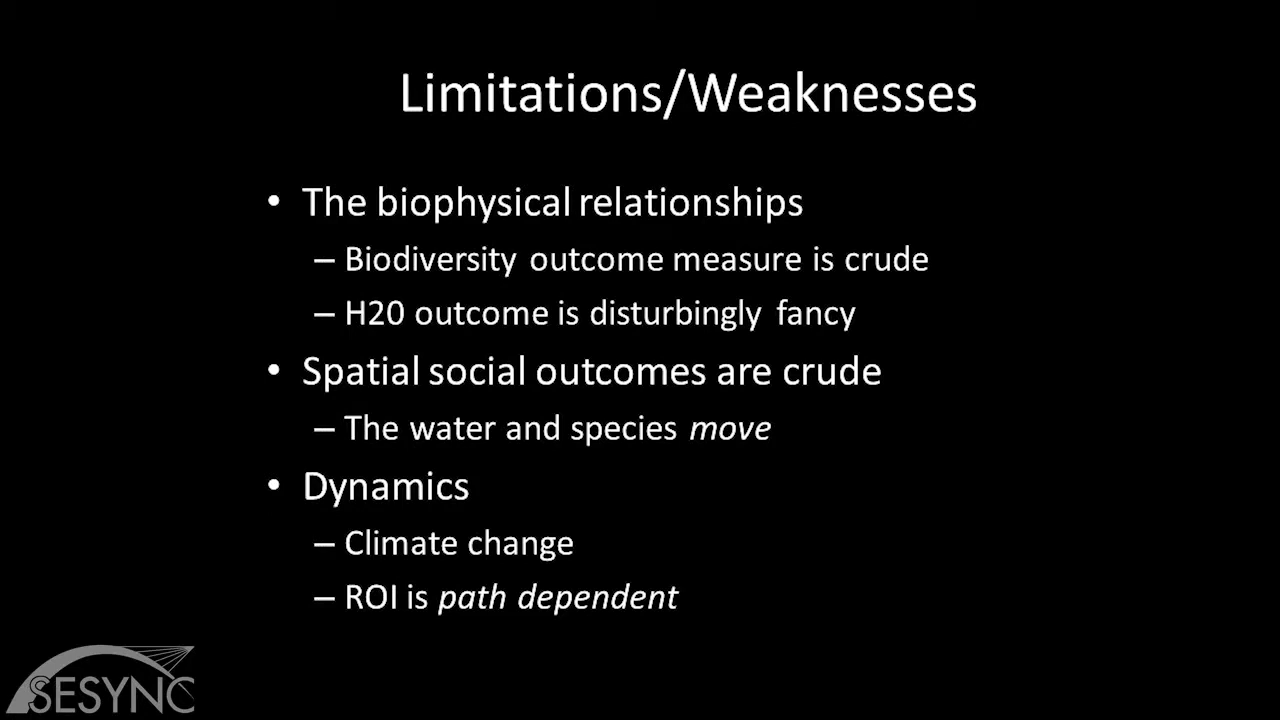 Limitations/Weaknesses
• The biophysical relationships
– Biodiversity outcome measure is crude
– H20 outcome is disturbingly fancy
• Spatial social outcomes are crude
– The water and species move
• Dynamics
– Climate change
– ROI is path dependent
SESYNC